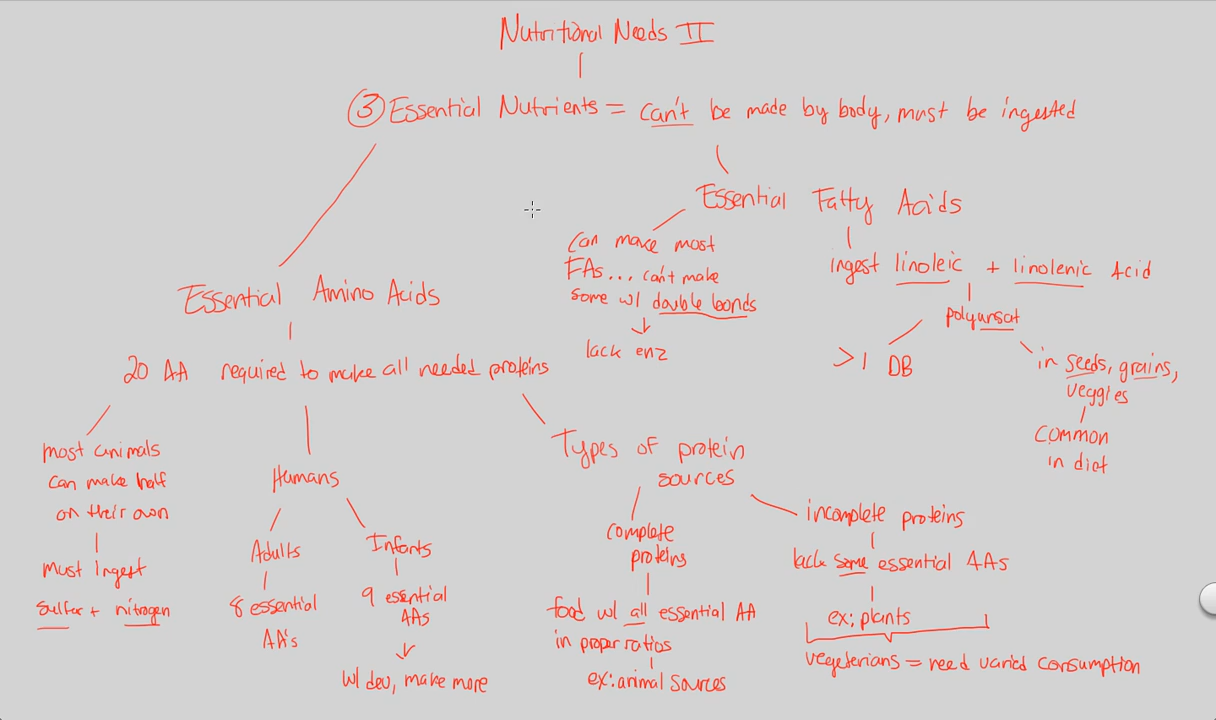 Nutritional Needs II
③ Essential Nutrients = can't be made by body, must be ingested
Essential Fatty Acids
Can make most
FAs... can't make
some w/ double bonds
lack enz
ingest linoleic + linolenic Acid
polyunsat
> 1 DB
in seeds, grains,
veggies
Common
in diet
Essential Amino Acids
20 AA required to make all needed proteins
most animals
can make half
on their own
must ingest
sulfur + nitrogen
Humans
Adults
8 essential
AA's
Infants
9 essential
AAs
w/ dev, make more
Types of protein
sources
complete
proteins
food w/ all essential AA
in proper ratios
ex: animal sources
incomplete proteins
lack some essential AAs
ex: plants
vegeterians = need varied consumption